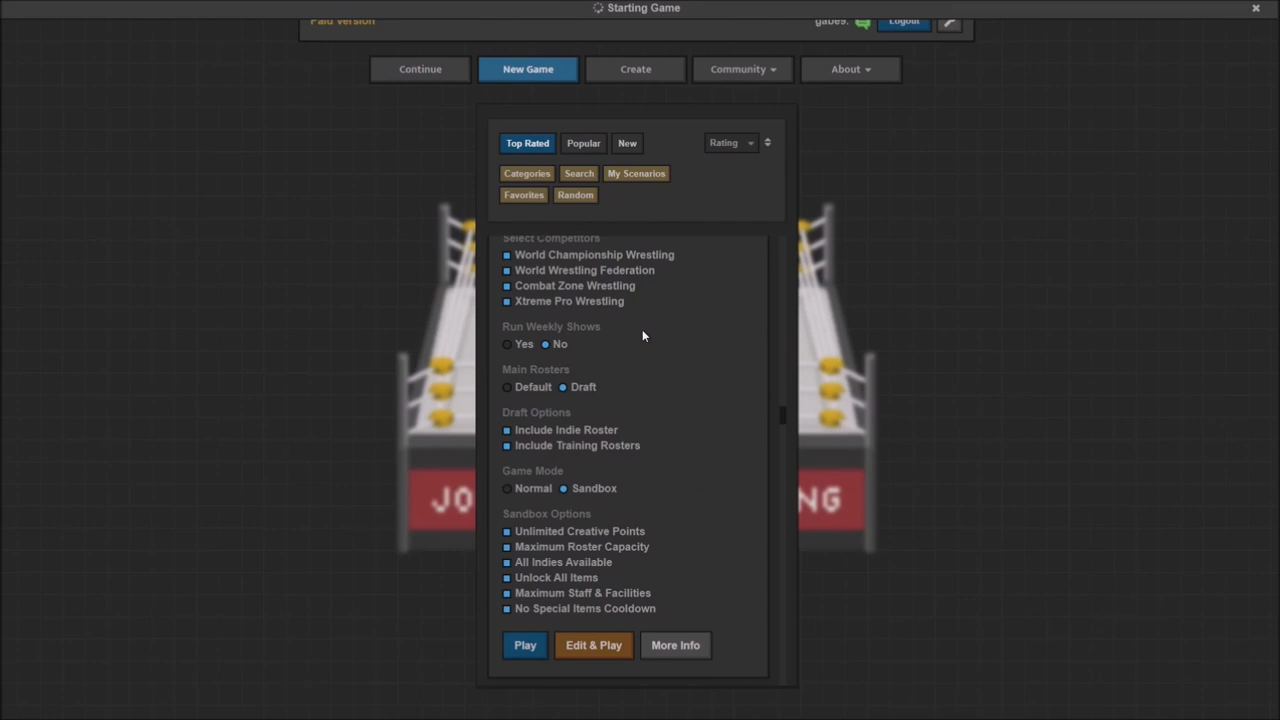 Starting Game
Paid Version
gabe9.
Logout
Continue
New Game
Create
Community
About
Top Rated
Popular
New
Rating
Categories
Search
My Scenarios
Favorites
Random
Select Competitors
World Championship Wrestling
World Wrestling Federation
Combat Zone Wrestling
Xtreme Pro Wrestling
Run Weekly Shows
Yes No
Main Rosters
Default Draft
Draft Options
Include Indie Roster
Include Training Rosters
Game Mode
Normal Sandbox
Sandbox Options
Unlimited Creative Points
Maximum Roster Capacity
All Indies Available
Unlock All Items
Maximum Staff & Facilities
No Special Items Cooldown
Play
Edit & Play
More Info
JO
NG